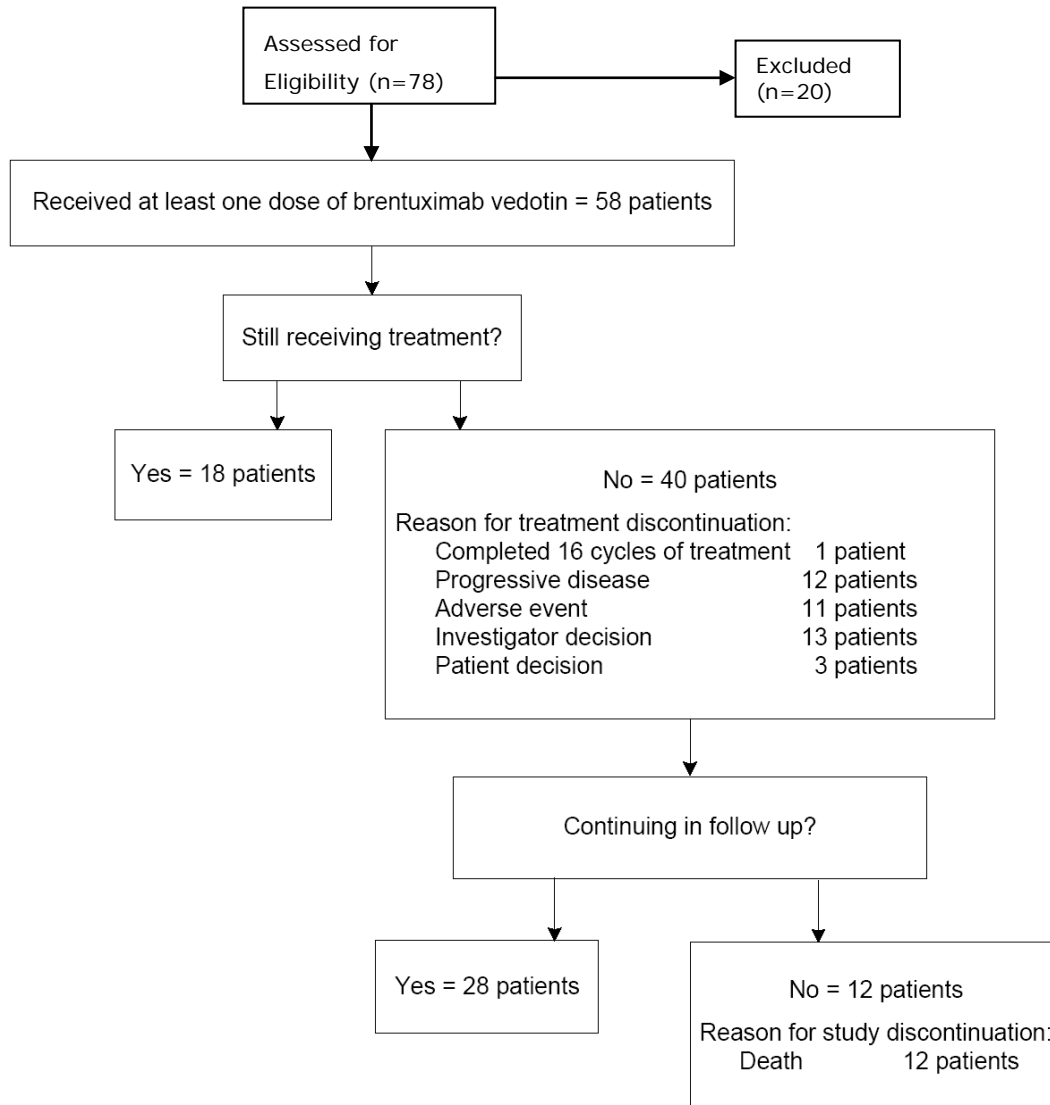 Assessed for
Eligibility (n=78)
Excluded
(n=20)
Received at least one dose of brentuximab vedotin = 58 patients
Still receiving treatment?
Yes = 18 patients
No = 40 patients
Reason for treatment discontinuation:
Completed 16 cycles of treatment 1 patient
Progressive disease 12 patients
Adverse event 11 patients
Investigator decision 13 patients
Patient decision 3 patients
Continuing in follow up?
Yes = 28 patients
No = 12 patients
Reason for study discontinuation:
Death 12 patients